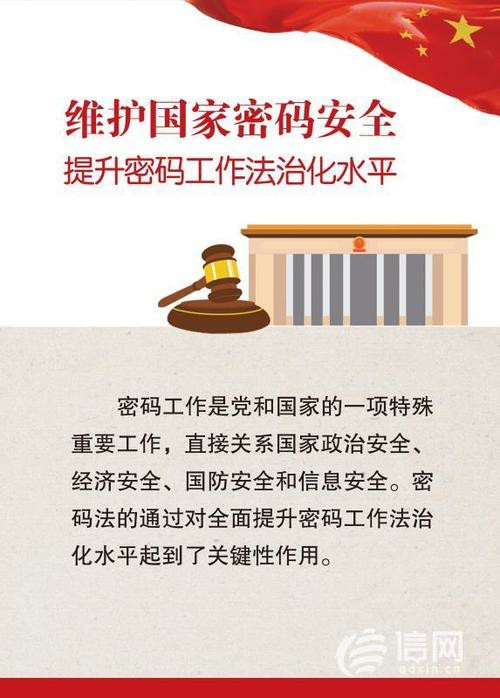 维护国家密码安全
提升密码工作法治化水平
密码工作是党和国家的一项特殊
重要工作，直接关系国家政治安全、
经济安全、国防安全和信息安全。密
码法的通过对全面提升密码工作法治
化水平起到了关键性作用。
信网
qdxin.cn